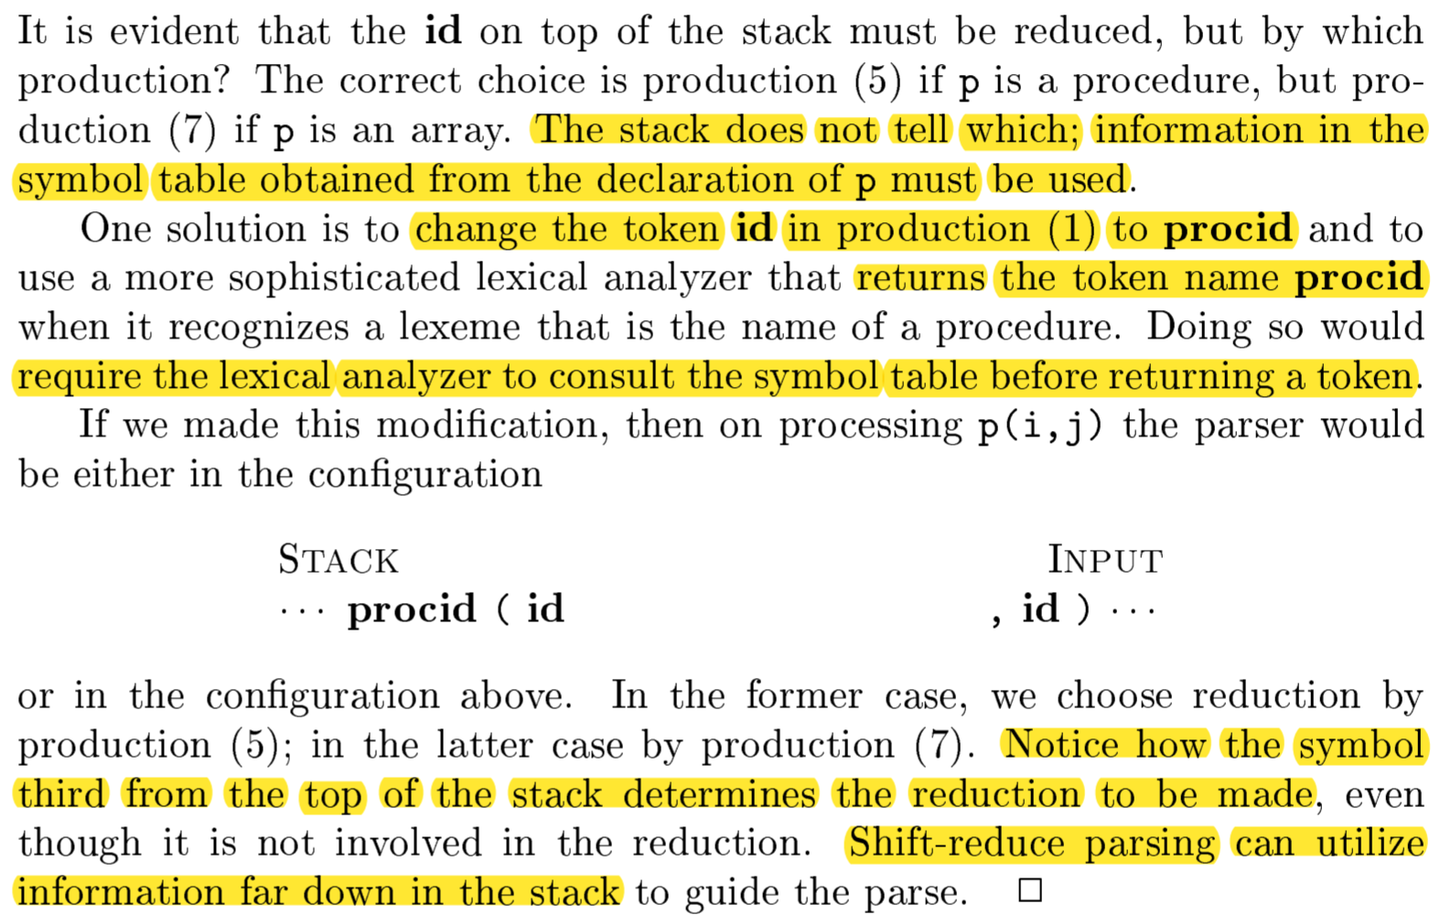 It is evident that the id on top of the stack must be reduced, but by which
production? The correct choice is production (5) if p is a procedure, but pro-
duction (7) if p is an array. The stack does not tell which; information in the
symbol table obtained from the declaration of p must be used.
One solution is to change the token id in production (1) to procid and to
use a more sophisticated lexical analyzer that returns the token name procid
when it recognizes a lexeme that is the name of a procedure. Doing so would
require the lexical analyzer to consult the symbol table before returning a token.
If we made this modification, then on processing p(i,j) the parser would
be either in the configuration
STACK INPUT
··· procid ( id , id ) ···
or in the configuration above. In the former case, we choose reduction by
production (5); in the latter case by production (7). Notice how the symbol
third from the top of the stack determines the reduction to be made, even
though it is not involved in the reduction. Shift-reduce parsing can utilize
information far down in the stack to guide the parse. □